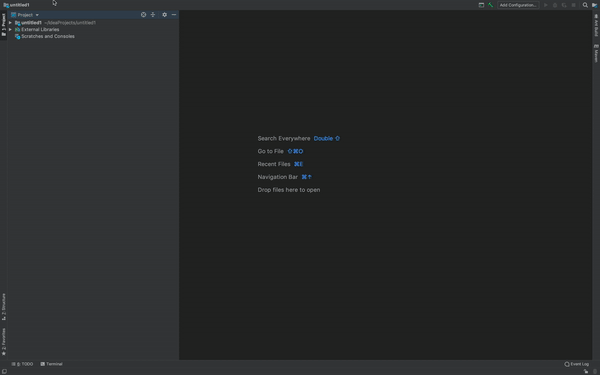 untitled1
Add Configuration...
1: Project
Project
untitled1 ~/IdeaProjects/untitled1
External Libraries
Scratches and Consoles
Ant Build
Maven
Search Everywhere Double ⇧
Go to File ⇧⌘O
Recent Files ⌘E
Navigation Bar ⌘↑
Drop files here to open
7: Structure
2: Favorites
6: TODO
Terminal
Event Log